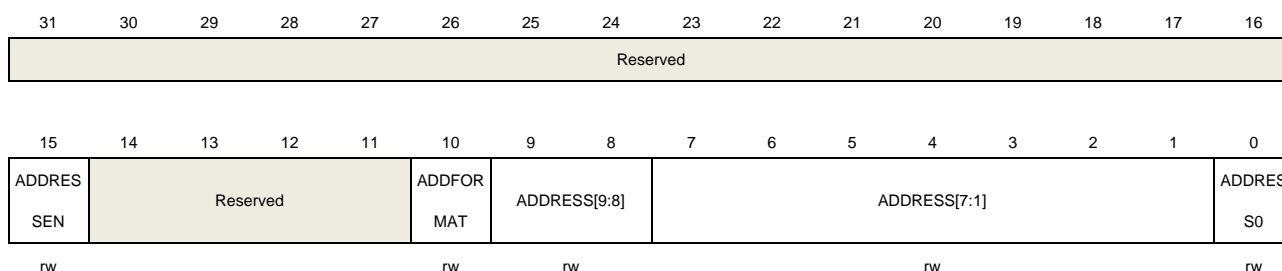 31 30 29 28 27 26 25 24 23 22 21 20 19 18 17 16
Reserved
15 14 13 12 11 10 9 8 7 6 5 4 3 2 1 0
ADDRES
SEN
Reserved
ADDFOR
MAT
ADDRESS[9:8]
ADDRESS[7:1]
ADDRES
S0
rw rw rw rw rw